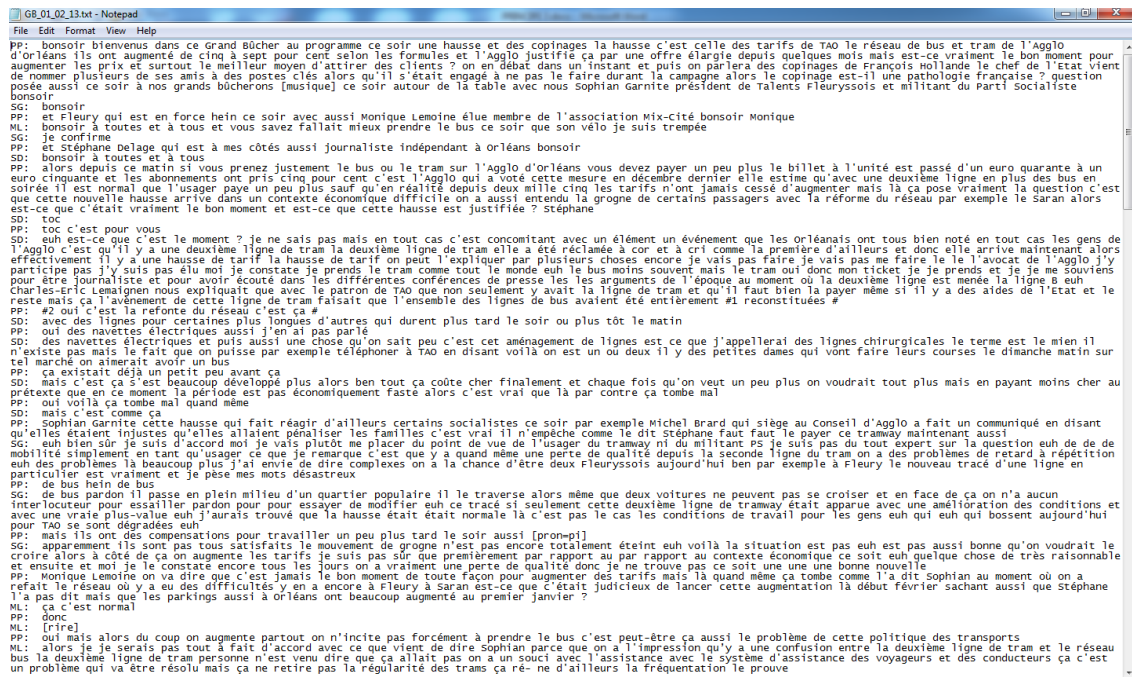 GB_01_02_13.txt - Notepad
File Edit Format View Help
PP: bonsoir bienvenus dans ce Grand Bûcher au programme ce soir une hausse et des copinages la hausse c'est celle des tarifs de TAO le réseau de bus et tram de l'Agglo
d'Orléans ils ont augmenté de cinq à sept pour cent selon les formules et l'Agglo justifie ça par une offre élargie depuis quelques mois mais est-ce vraiment le bon moment pour
augmenter les prix et surtout le meilleur moyen d'attirer des clients ? on en débat dans un instant et puis on parlera des copinages de François Hollande le chef de l'Etat vient
de nommer plusieurs de ses amis à des postes clés alors qu'il s'était engagé à ne pas le faire durant la campagne alors le copinage est-il une pathologie française ? question
posée aussi ce soir à nos grands bûcherons [musique] ce soir autour de la table avec nous Sophian Garnite président de Talents Fleuryssois et militant du Parti Socialiste
bonsoir
SG: bonsoir
PP: et Fleury qui est en force hein ce soir avec aussi Monique Lemoine élue membre de l'association Mix-Cité bonsoir Monique
ML: bonsoir à toutes et à tous et vous savez fallait mieux prendre le bus ce soir que son vélo je suis trempée
SG: je confirme
PP: et Stéphane Delage qui est à mes côtés aussi journaliste indépendant à Orléans bonsoir
SD: bonsoir à toutes et à tous
PP: alors depuis ce matin si vous prenez justement le bus ou le tram sur l'Agglo d'Orléans vous devez payer un peu plus le billet à l'unité est passé d'un euro quarante à un
euro cinquante et les abonnements ont pris cinq pour cent c'est l'Agglo qui a voté cette mesure en décembre dernier elle estime qu'avec une deuxième ligne en plus des bus en
soirée il est normal que l'usager paye un peu plus sauf qu'en réalité depuis deux mille cinq les tarifs n'ont jamais cessé d'augmenter mais là ça pose vraiment la question c'est
que cette nouvelle hausse arrive dans un contexte économique difficile on a aussi entendu la grogne de certains passagers avec la réforme du réseau par exemple le Saran alors
est-ce que c'était vraiment le bon moment et est-ce que cette hausse est justifiée ? Stéphane
SD: toc
PP: toc c'est pour vous
SD: euh est-ce que c'est le moment ? je ne sais pas mais en tout cas c'est concomitant avec un élément un événement que les Orléanais ont tous bien noté en tout cas les gens de
l'Agglo c'est qu'il y a une deuxième ligne de tram la deuxième ligne de tram elle a été réclamée à cor et à cri comme la première d'ailleurs et donc elle arrive maintenant alors
effectivement il y a une hausse de tarif la hausse de tarif on peut l'expliquer par plusieurs choses encore je vais pas faire je vais pas me faire le le l'avocat de l'Agglo j'y
participe pas j'y suis pas élu moi je constate je prends le tram comme tout le monde euh le bus moins souvent mais le tram oui donc mon ticket je je prends et je je me souviens
pour être journaliste et pour avoir écouté dans les différentes conférences de presse les les arguments de l'époque au moment où la deuxième ligne est menée la ligne B euh
Charles-Eric Lemaignen nous expliquait que avec le patron de TAO que non seulement y avait la ligne de tram et qu'il faut bien la payer même si il y a des aides de l'Etat et le
reste mais ça l'avènement de cette ligne de tram faisait que l'ensemble des lignes de bus avaient été entièrement #1 reconstituées #
PP: #2 oui c'est la refonte du réseau c'est ça #
SD: avec des lignes pour certaines plus longues d'autres qui durent plus tard le soir ou plus tôt le matin
PP: oui des navettes électriques aussi j'en ai pas parlé
SD: des navettes électriques et puis aussi une chose qu'on sait peu c'est cet aménagement de lignes est ce que j'appellerai des lignes chirurgicales le terme est le mien il
n'existe pas mais le fait que on puisse par exemple téléphoner à TAO en disant voilà on est un ou deux il y des petites dames qui vont faire leurs courses le dimanche matin sur
tel marché on aimerait avoir un bus
PP: ça existait déjà un petit peu avant ça
SD: mais c'est ça s'est beaucoup développé plus alors ben tout ça coûte cher finalement et chaque fois qu'on veut un peu plus on voudrait tout plus mais en payant moins cher au
prétexte que en ce moment la période est pas économiquement faste alors c'est vrai que là par contre ça tombe mal
PP: oui voilà ça tombe mal quand même
SD: mais c'est comme ça
PP: Sophian Garnite cette hausse qui fait réagir d'ailleurs certains socialistes ce soir par exemple Michel Brard qui siège au Conseil d'Agglo a fait un communiqué en disant
qu'elles étaient injustes qu'elles allaient pénaliser les familles c'est vrai il n'empêche comme le dit Stéphane faut faut le payer ce tramway maintenant aussi
SG: euh bien sûr je suis d'accord moi je vais plutôt me placer du point de vue de l'usager du tramway ni du militant PS je suis pas du tout expert sur la question euh de de de
mobilité simplement en tant qu'usager ce que je remarque c'est que y a quand même une perte de qualité depuis la seconde ligne du tram on a des problèmes de retard à répétition
euh des problèmes là beaucoup plus j'ai envie de dire complexes on a la chance d'être deux Fleuryssois aujourd'hui ben par exemple à Fleury le nouveau tracé d'une ligne en
particulier est vraiment et je pèse mes mots désastreux
PP: de bus hein de bus
SG: de bus pardon il passe en plein milieu d'un quartier populaire il le traverse alors même que deux voitures ne peuvent pas se croiser et en face de ça on n'a aucun
interlocuteur pour essailler pardon pour pour essayer de modifier euh ce tracé si seulement cette deuxième ligne de tramway était apparue avec une amélioration des conditions et
avec une vraie plus-value euh j'aurais trouvé que la hausse était était normale là c'est pas le cas les conditions de travail pour les gens euh qui euh qui bossent aujourd'hui
pour TAO se sont dégradées euh
PP: mais ils ont des compensations pour travailler un peu plus tard le soir aussi [pron=pi]
SG: apparemment ils sont pas tous satisfaits le mouvement de grogne n'est pas encore totalement éteint euh voilà la situation est pas euh est pas aussi bonne qu'on voudrait le
croire alors à côté de ça on augmente les tarifs je suis pas sûr que premièrement par rapport au par rapport au contexte économique ce soit euh quelque chose de très raisonnable
et ensuite et moi je le constate encore tous les jours on a vraiment une perte de qualité donc je ne trouve pas ce soit une une une bonne nouvelle
PP: Monique Lemoine on va dire que c'est jamais le bon moment de toute façon pour augmenter des tarifs mais là quand même ça tombe comme l'a dit Sophian au moment où on a
refait le réseau où y a eu des difficultés y en a encore à Fleury à Saran est-ce que c'était judicieux de lancer cette augmentation là début février sachant aussi que Stéphane
l'a pas dit mais que les parkings aussi à Orléans ont beaucoup augmenté au premier janvier ?
ML: ça c'est normal
PP: donc
ML: [rire]
PP: oui mais alors du coup on augmente partout on n'incite pas forcément à prendre le bus c'est peut-être ça aussi le problème de cette politique des transports
ML: alors je je serais pas tout à fait d'accord avec ce que vient de dire Sophian parce que on a l'impression qu'y a une confusion entre la deuxième ligne de tram et le réseau
bus la deuxième ligne de tram personne n'est venu dire que ça allait pas on a un souci avec l'assistance avec le système d'assistance des voyageurs et des conducteurs ça c'est
un problème qui va être résolu mais ça ne retire pas la régularité des trams ça ré- ne d'ailleurs la fréquentation le prouve